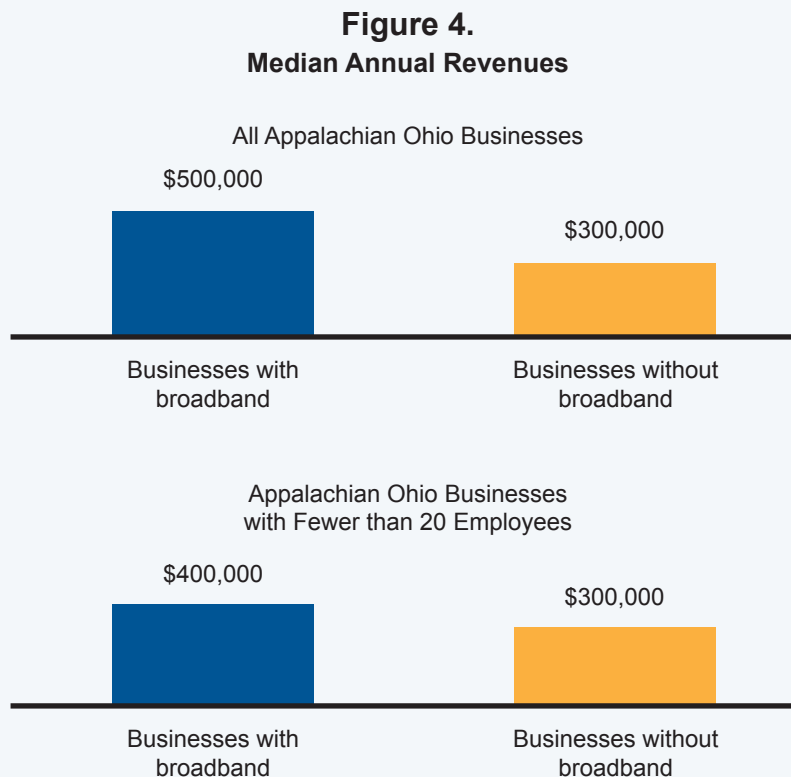 Figure 4.
Median Annual Revenues
All Appalachian Ohio Businesses
$500,000
$300,000
Businesses with
broadband
Businesses without
broadband
Appalachian Ohio Businesses
with Fewer than 20 Employees
$400,000
$300,000
Businesses with
broadband
Businesses without
broadband